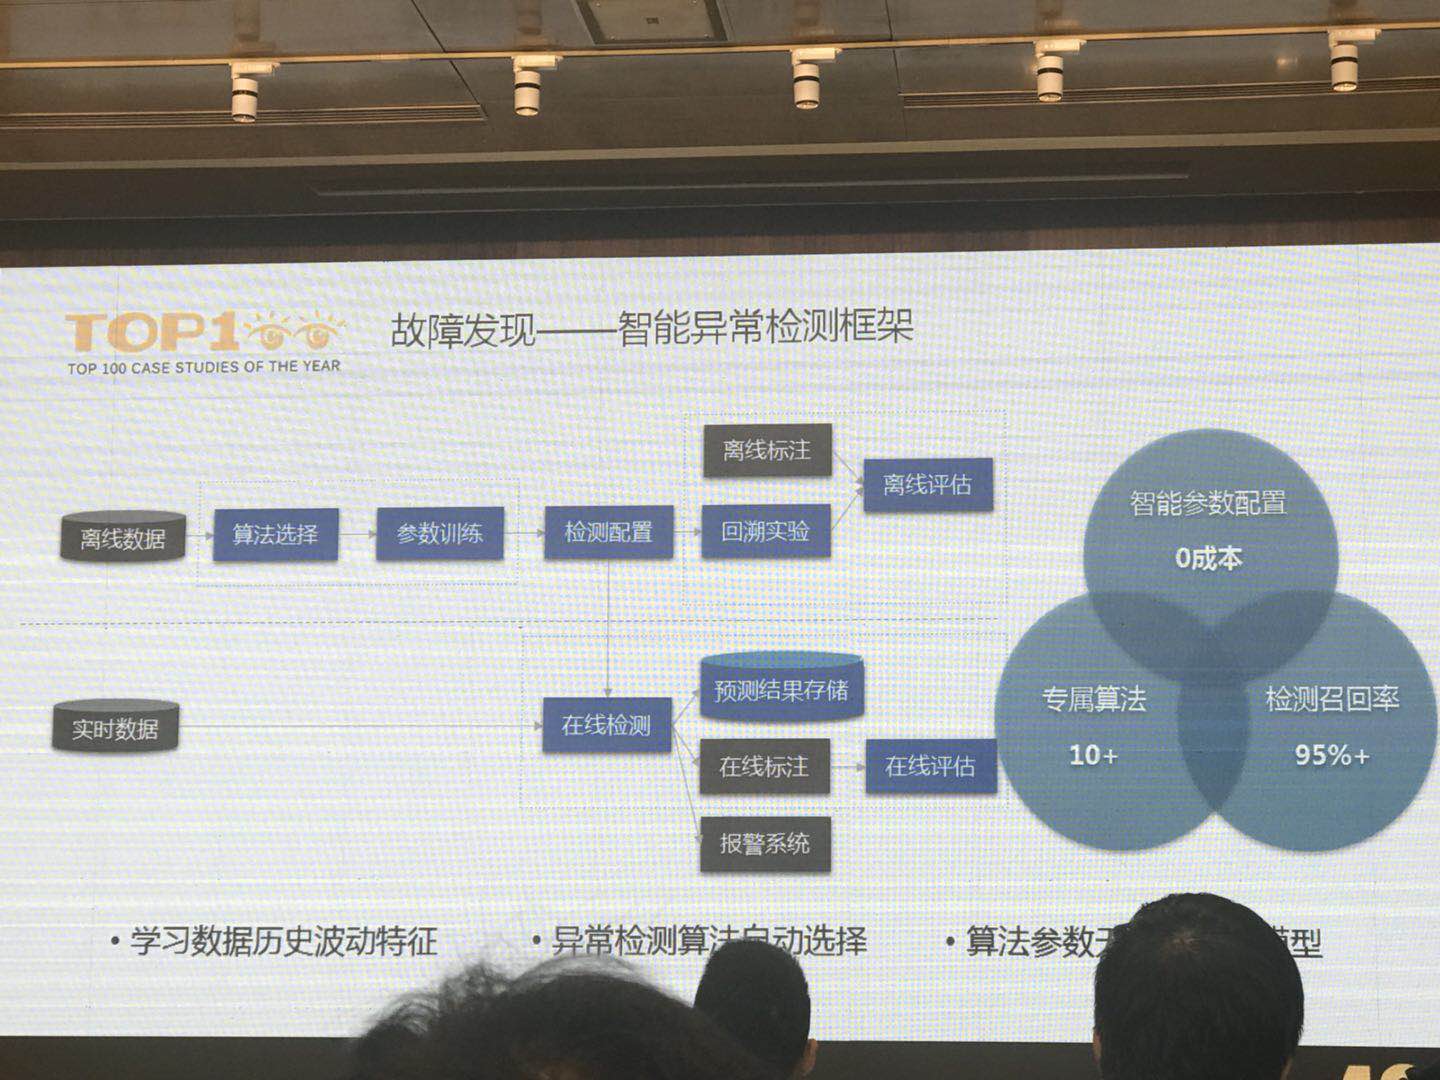 TOP100
TOP 100 CASE STUDIES OF THE YEAR
故障发现——智能异常检测框架
离线数据
算法选择
参数训练
检测配置
离线标注
回溯实验
离线评估
实时数据
在线检测
预测结果存储
在线标注
在线评估
报警系统
智能参数配置
0成本
专属算法
10+
检测召回率
95%+
• 学习数据历史波动特征
• 异常检测算法自动选择
• 算法参数 模型